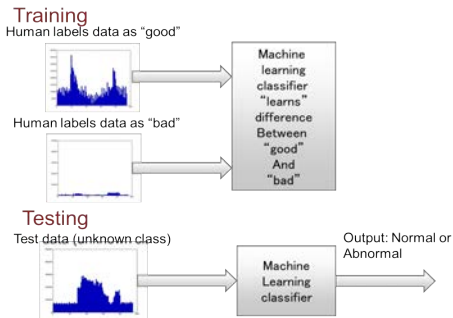 Training
Human labels data as “good”
Machine
learning
classifier
“learns”
difference
Between
“good”
And
“bad”
Human labels data as “bad”
Testing
Test data (unknown class)
Machine
Learning
classifier
Output: Normal or
Abnormal